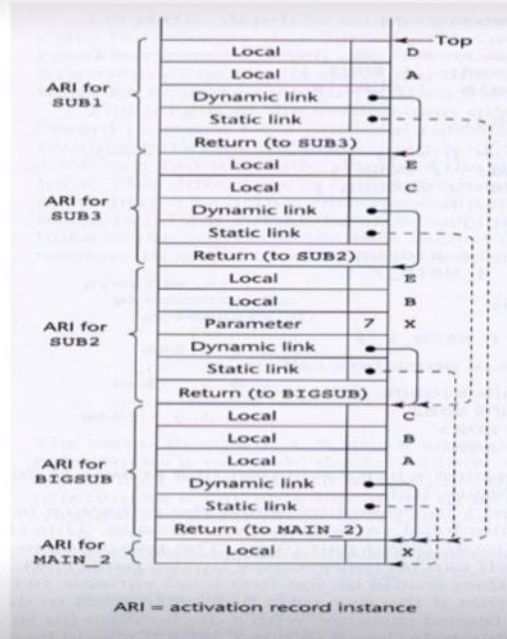 Top
Local D
Local A
ARI for SUB1
Dynamic link
Static link
Return (to SUB3)
Local E
Local C
ARI for SUB3
Dynamic link
Static link
Return (to SUB2)
Local E
Local B
ARI for SUB2
Parameter 7 X
Dynamic link
Static link
Return (to BIGSUB)
Local C
Local B
ARI for BIGSUB
Local A
Dynamic link
Static link
Return (to MAIN_2)
ARI for MAIN_2
Local X
ARI = activation record instance